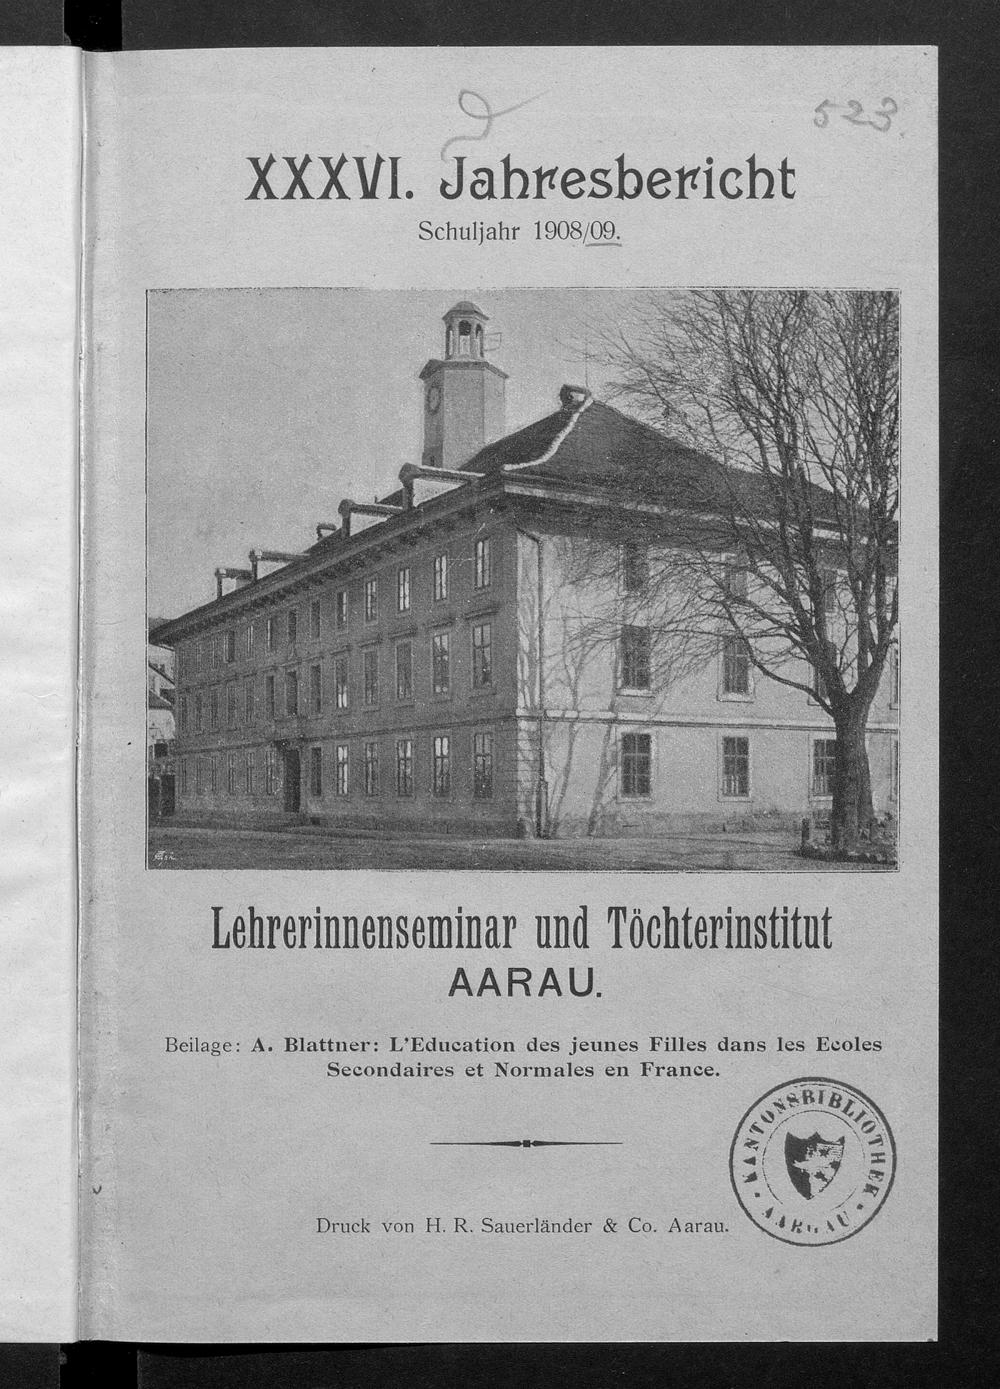 523.
XXXVI. Jahresbericht
Schuljahr 1908/09.
Lehrerinnenseminar und Töchterinstitut
AARAU.
Beilage: A. Blattner: L'Education des jeunes Filles dans les Ecoles
Secondaires et Normales en France.
KANTONSBIBLIOTHEK
AARGAU
Druck von H. R. Sauerländer & Co. Aarau.